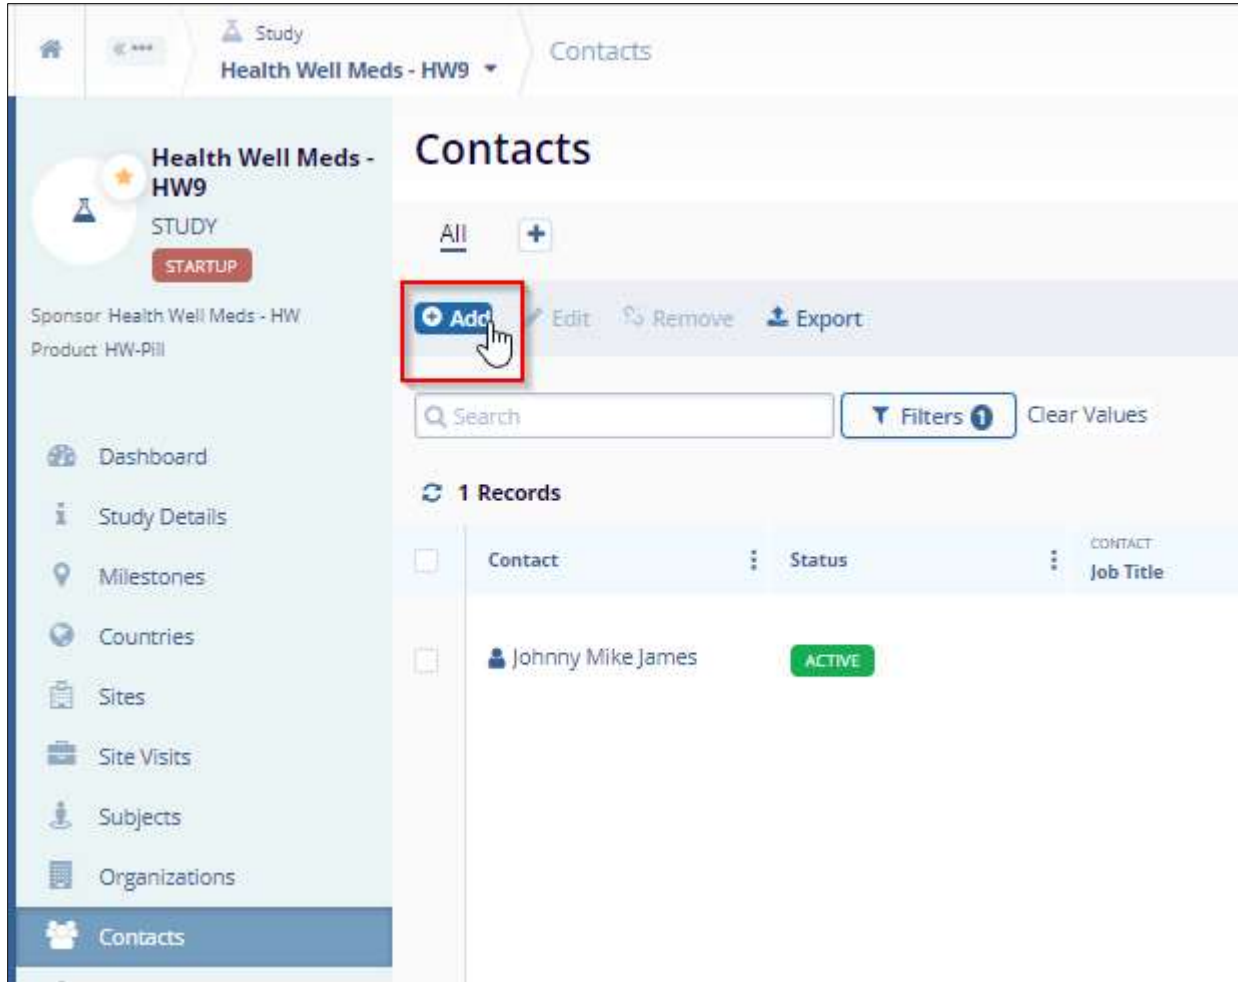 Study
Health Well Meds - HW9
Contacts
Health Well Meds -
HW9
STUDY
STARTUP
Sponsor Health Well Meds - HW
Product HW-Pill
Dashboard
Study Details
Milestones
Countries
Sites
Site Visits
Subjects
Organizations
Contacts
Contacts
All
Add Edit Remove Export
Search Filters 1 Clear Values
1 Records
Contact Status CONTACT
Job Title
Johnny Mike James ACTIVE